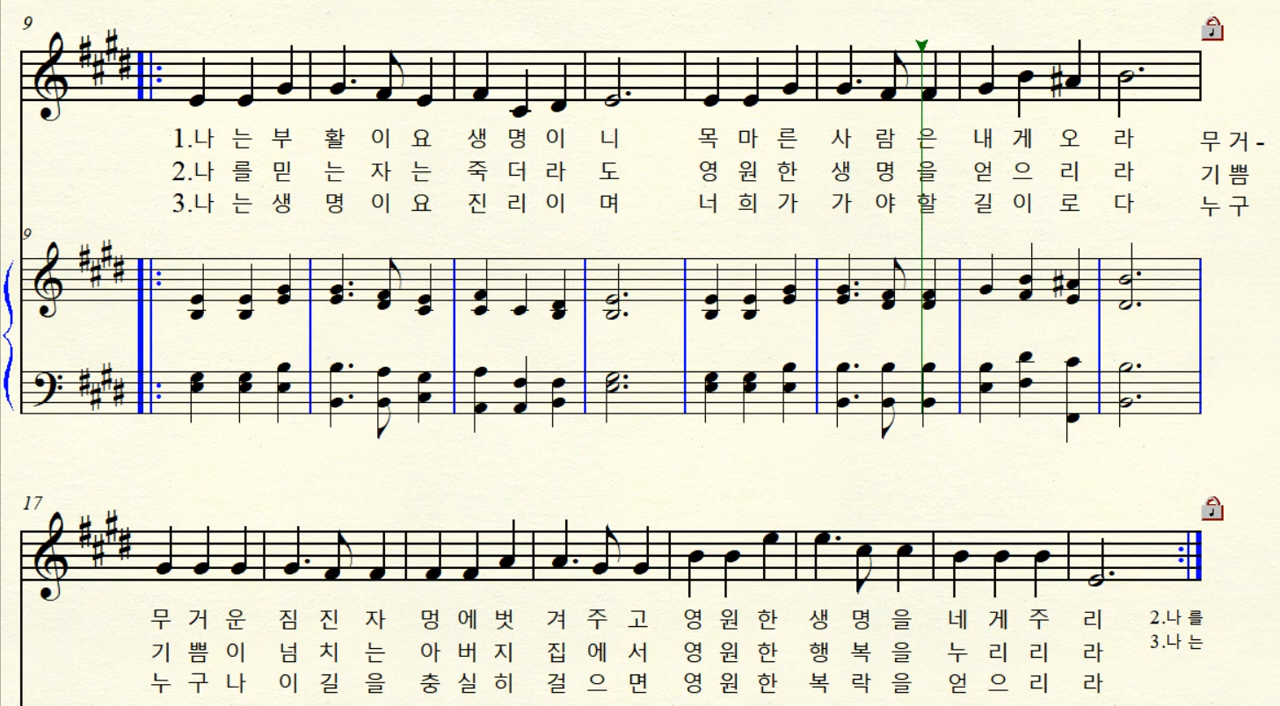 9
1.나 는 부 활 이 요 생 명 이 니 목 마 른 사 람 은 내 게 오 라 무 거 -
2.나 를 믿 는 자 는 죽 더 라 도 영 원 한 생 명 을 얻 으 리 라 기 쁨
3.나 는 생 명 이 요 진 리 이 며 너 희 가 가 야 할 길 이 로 다 누 구
9
17
무 거 운 짐 진 자 멍 에 벗 겨 주 고 영 원 한 생 명 을 네 게 주 리 2.나 를
기 쁨 이 넘 치 는 아 버 지 집 에 서 영 원 한 행 복 을 누 리 리 라 3.나 는
누 구 나 이 길 을 충 실 히 걸 으 면 영 원 한 복 락 을 얻 으 리 라